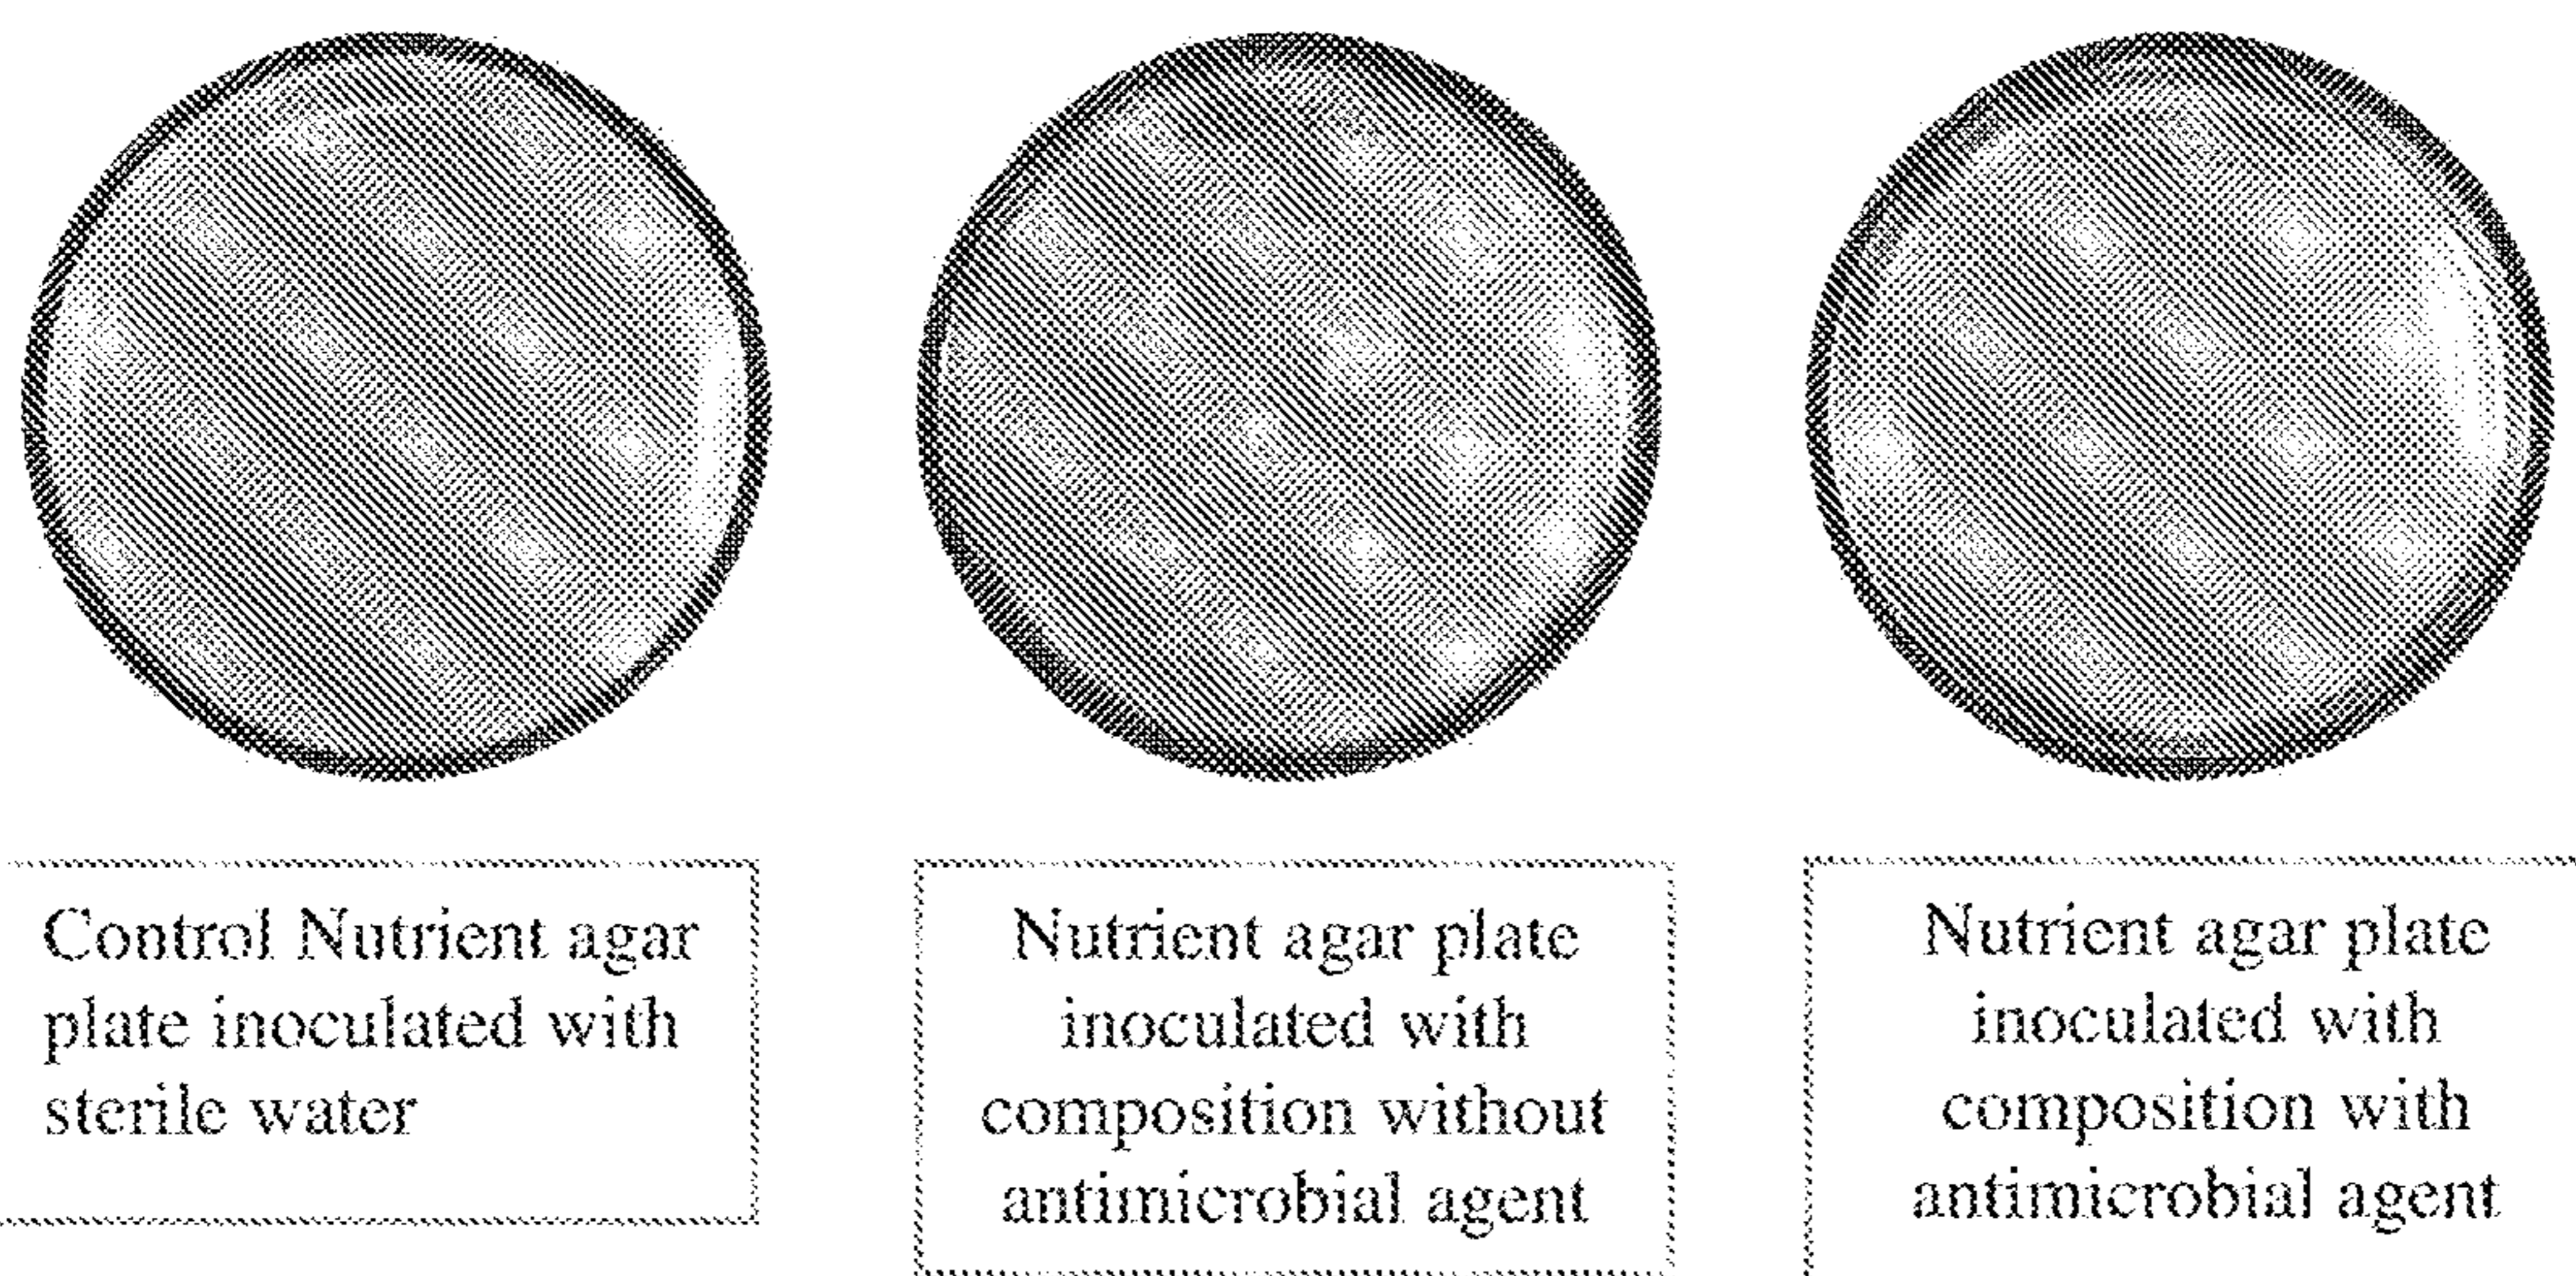 Control Nutrient agar
plate inoculated with
sterile water
Nutrient agar plate
inoculated with
composition without
antimicrobial agent
Nutrient agar plate
inoculated with
composition with
antimicrobial agent